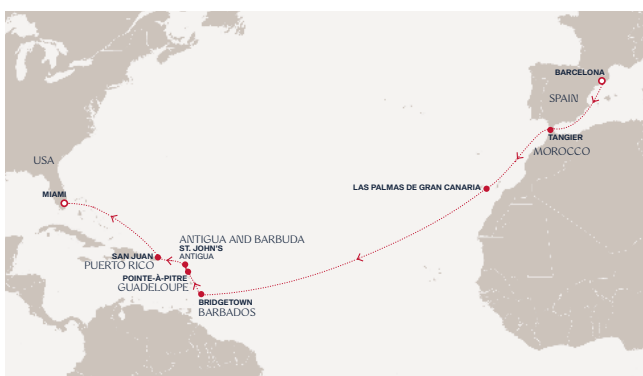 BARCELONA
SPAIN
TANGIER
MOROCCO
USA
LAS PALMAS DE GRAN CANARIA
MIAMI
ANTIGUA AND BARBUDA
ST. JOHN'S
ANTIGUA
SAN JUAN
PUERTO RICO
POINTE-À-PITRE
GUADELOUPE
BRIDGETOWN
BARBADOS